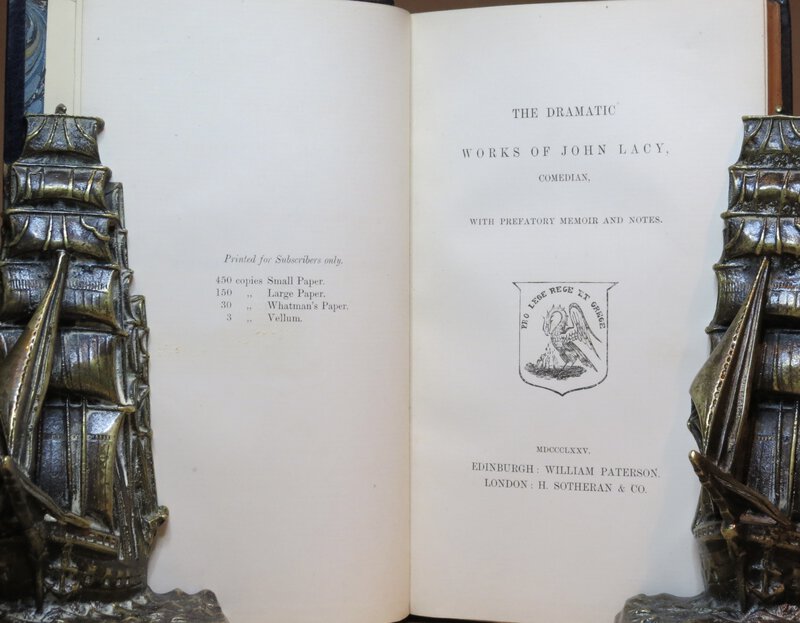 Printed for Subscribers only.
450 copies Small Paper.
150 ,, Large Paper.
30 ,, Whatman's Paper.
3 ,, Vellum.
THE DRAMATIC
WORKS OF JOHN LACY,
COMEDIAN,
WITH PREFATORY MEMOIR AND NOTES.
PRO LEGE REGE ET GREGE
MDCCCLXXV.
EDINBURGH: WILLIAM PATERSON.
LONDON: H. SOTHERAN & CO.